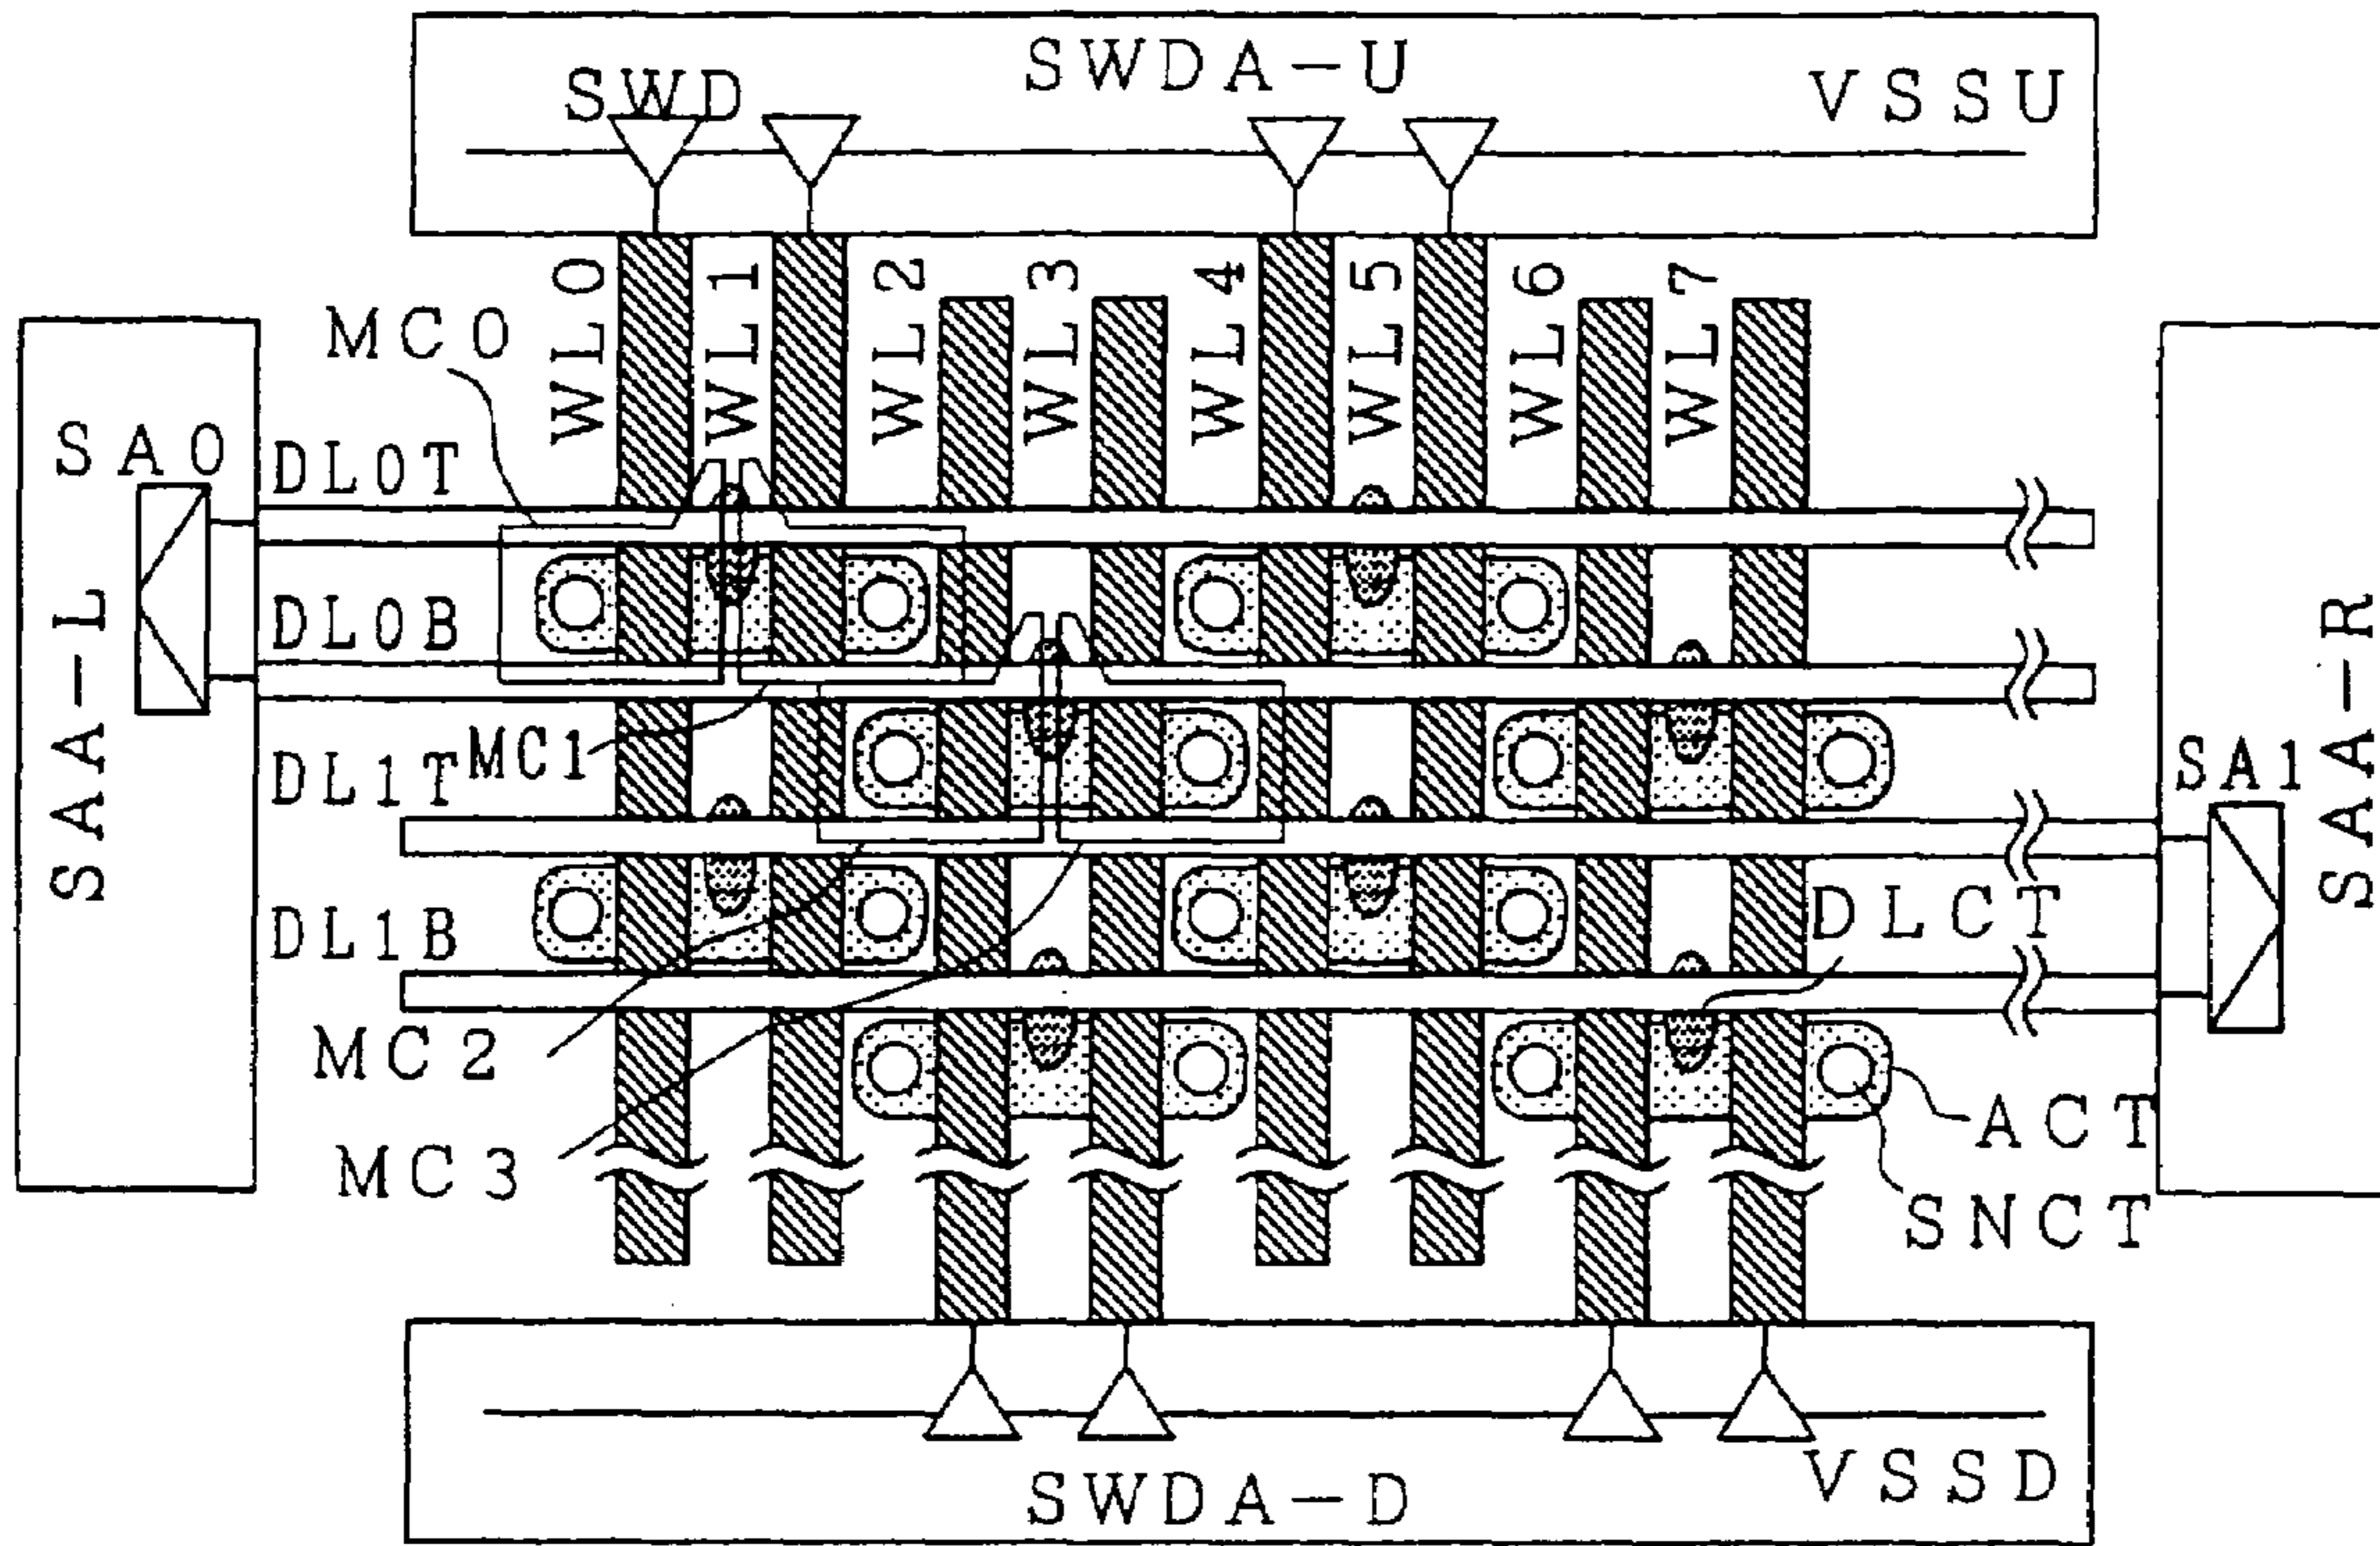 SWDA-U
SWD
VSSU
WL0
WL1
WL2
WL3
WL4
WL5
WL6
WL7
MC0
SA0
DL0T
DL0B
SAA-L
MC1
DL1T
SA1
SAA-R
DL1B
DLCT
MC2
MC3
ACT
SNCT
VSSD
SWDA-D